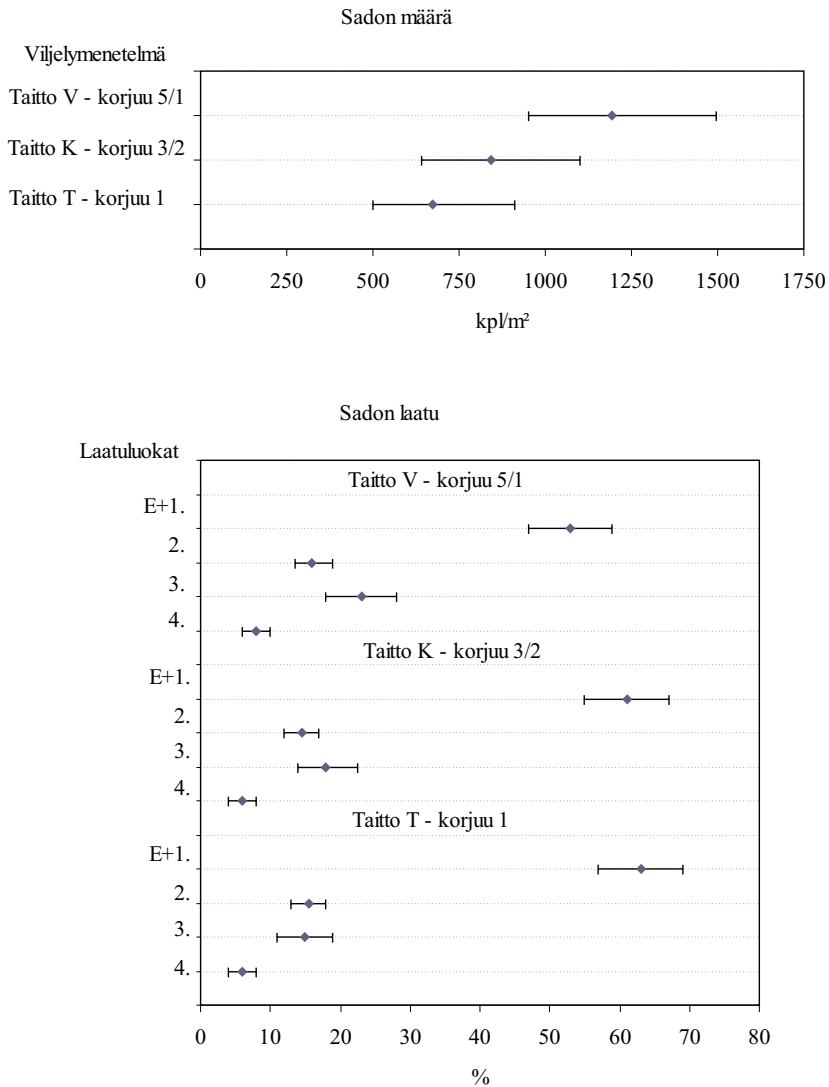 Sadon määrä
Viljelymenetelmä
Taitto V - korjuu 5/1
Taitto K - korjuu 3/2
Taitto T - korjuu 1
0 250 500 750 1000 1250 1500 1750
kpl/m²
Sadon laatu
Laatuluokat
Taitto V - korjuu 5/1
E+1.
2.
3.
4.
Taitto K - korjuu 3/2
E+1.
2.
3.
4.
Taitto T - korjuu 1
E+1.
2.
3.
4.
0 10 20 30 40 50 60 70 80
%